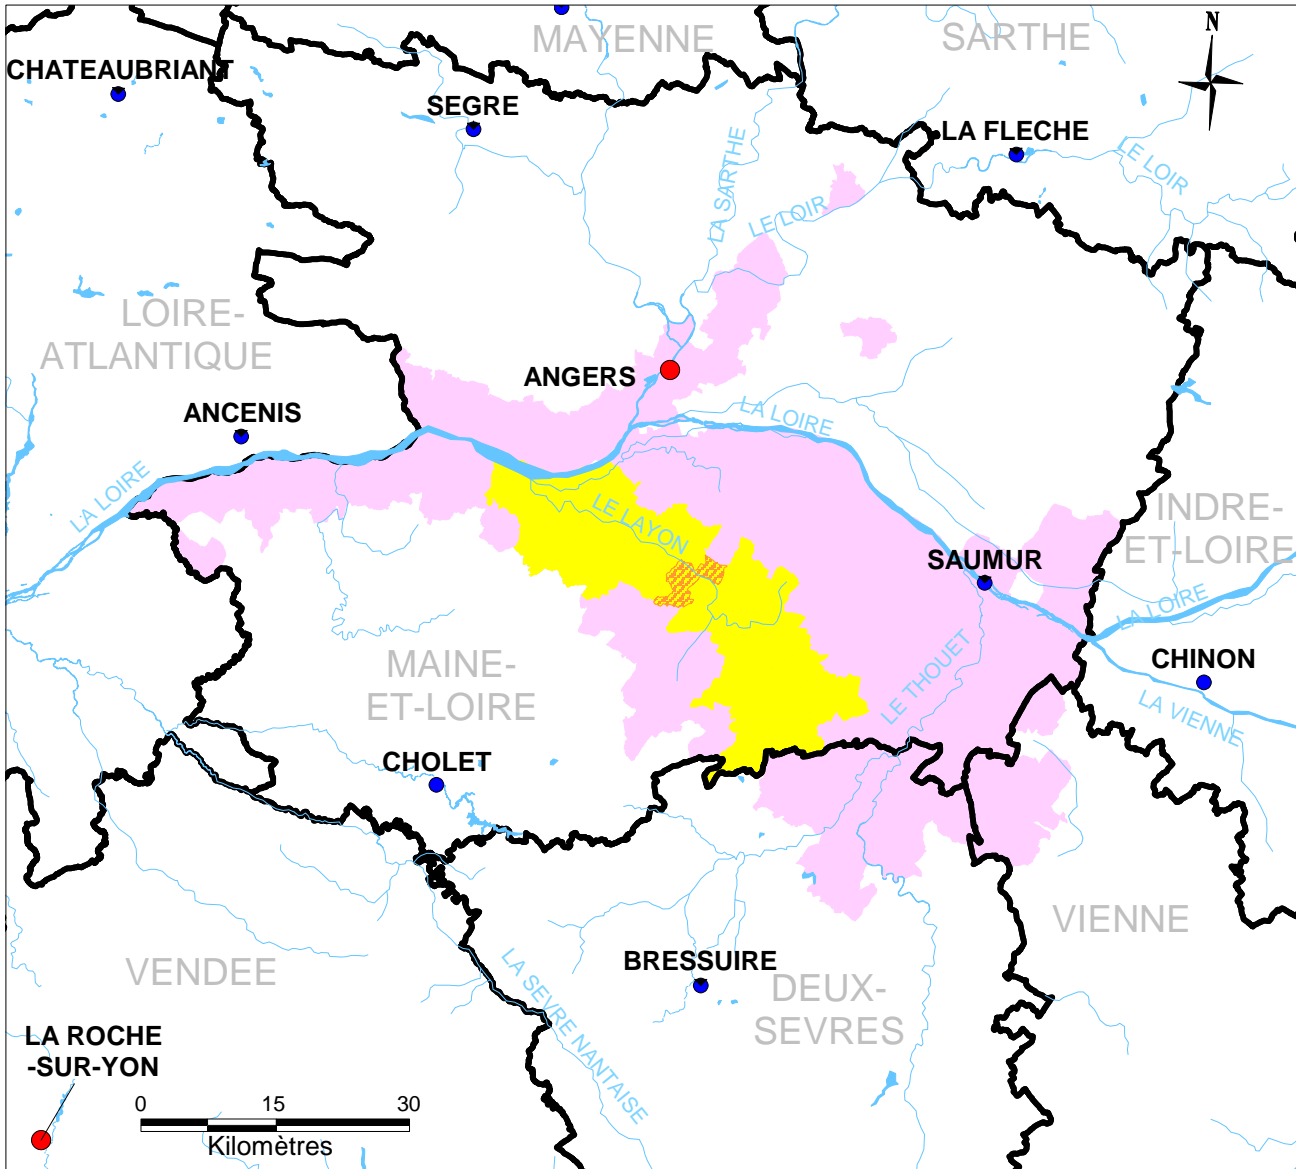 N
MAYENNE
SARTHE
CHATEAUBRIANT
SEGRE
LA FLECHE
LE LOIR
LA SARTHE
LE LOIR
LOIRE-
ATLANTIQUE
ANGERS
ANCENIS
LA LOIRE
LA LOIRE
LE LAYON
INDRE-
ET-LOIRE
SAUMUR
LA LOIRE
MAINE-
ET-LOIRE
LE THOUET
CHINON
LA VIENNE
CHOLET
VIENNE
VENDEE
BRESSUIRE
LA SEVRE NANTAISE
DEUX-
SEVRES
LA ROCHE
-SUR-YON
0 15 30
Kilomètres